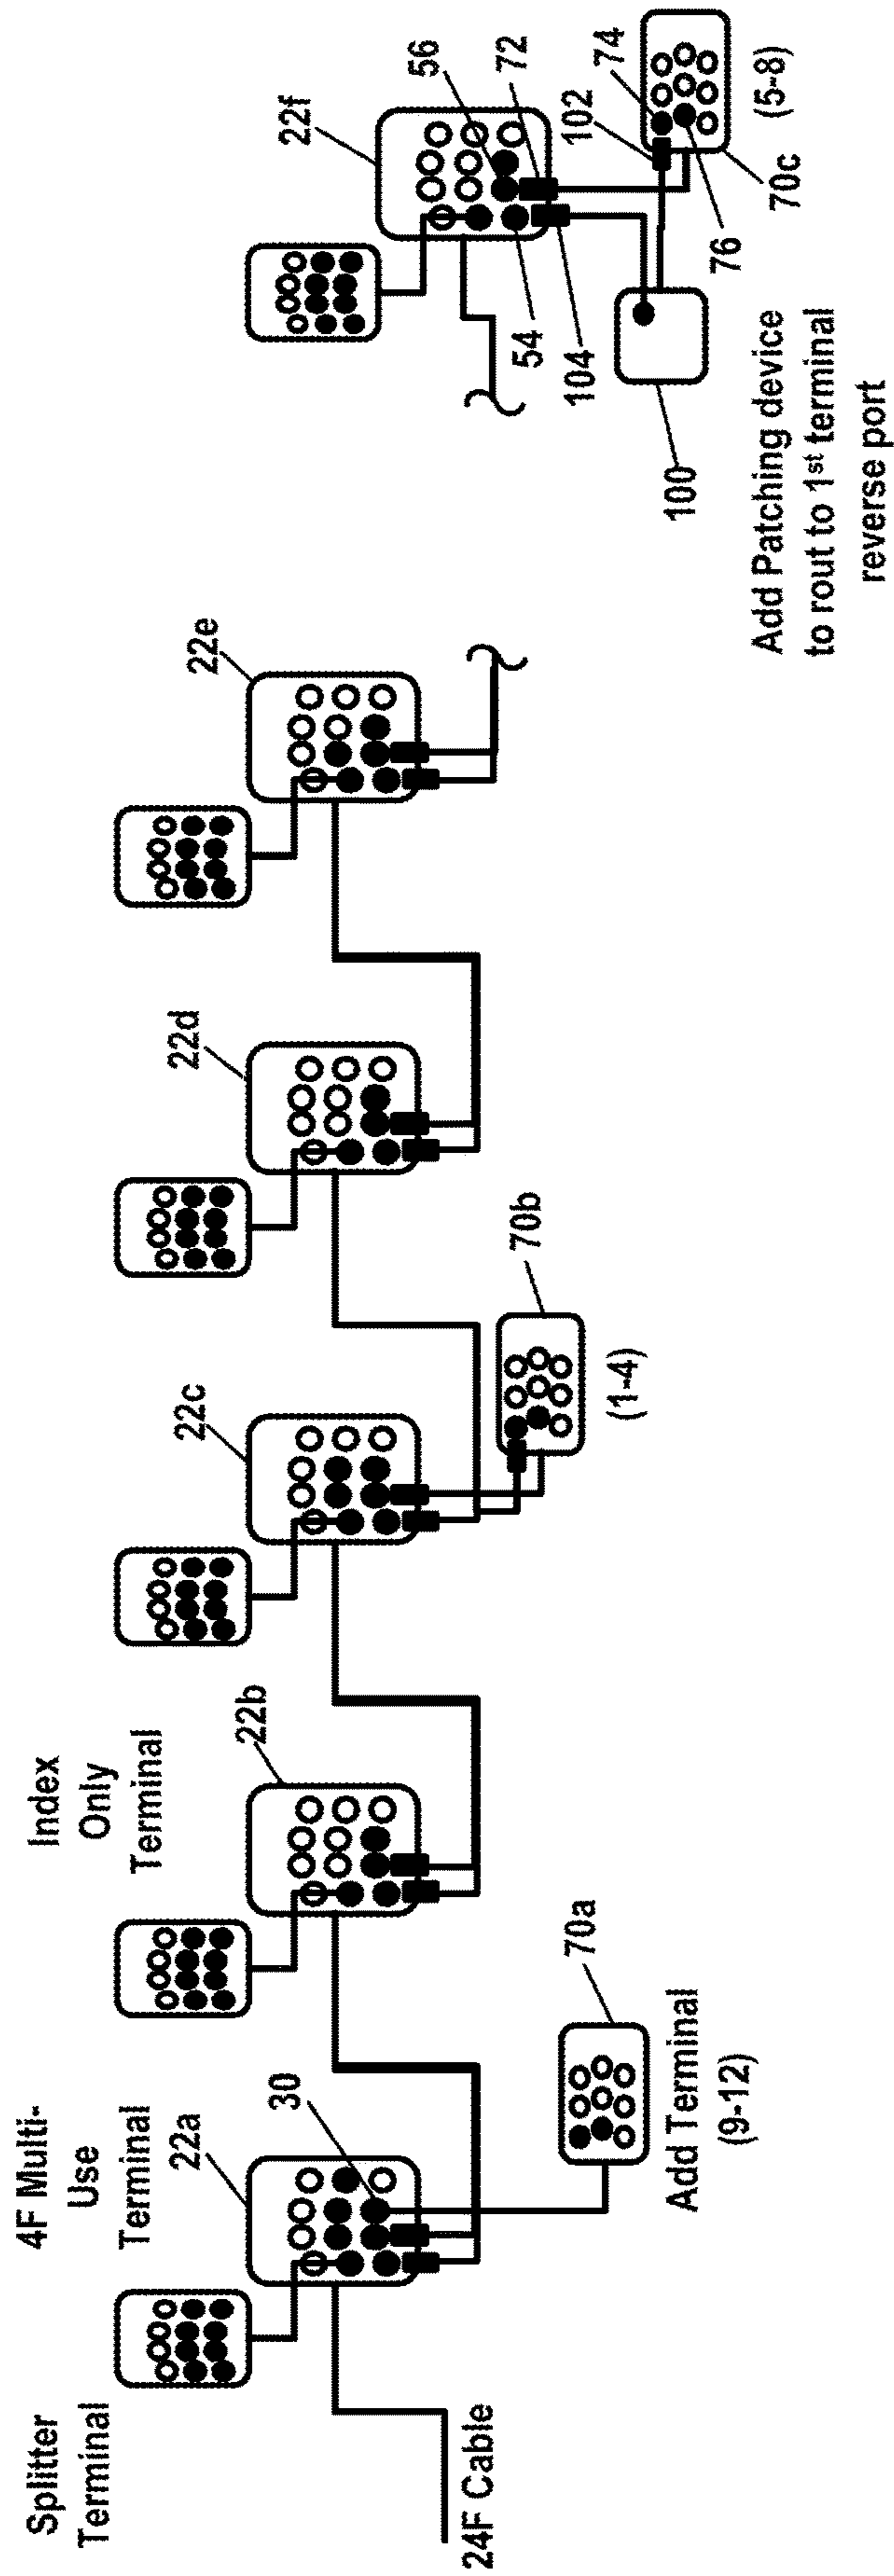 Splitter
Terminal
4F Multi-
Use
Terminal
Index
Only
Terminal
22a
22b
22c
22d
22e
22f
30
24F Cable
70a
Add Terminal
(9-12)
70b
(1-4)
56
72
54
104
102
74
76
70c
(5-8)
100
Add Patching device
to rout to 1st terminal
reverse port